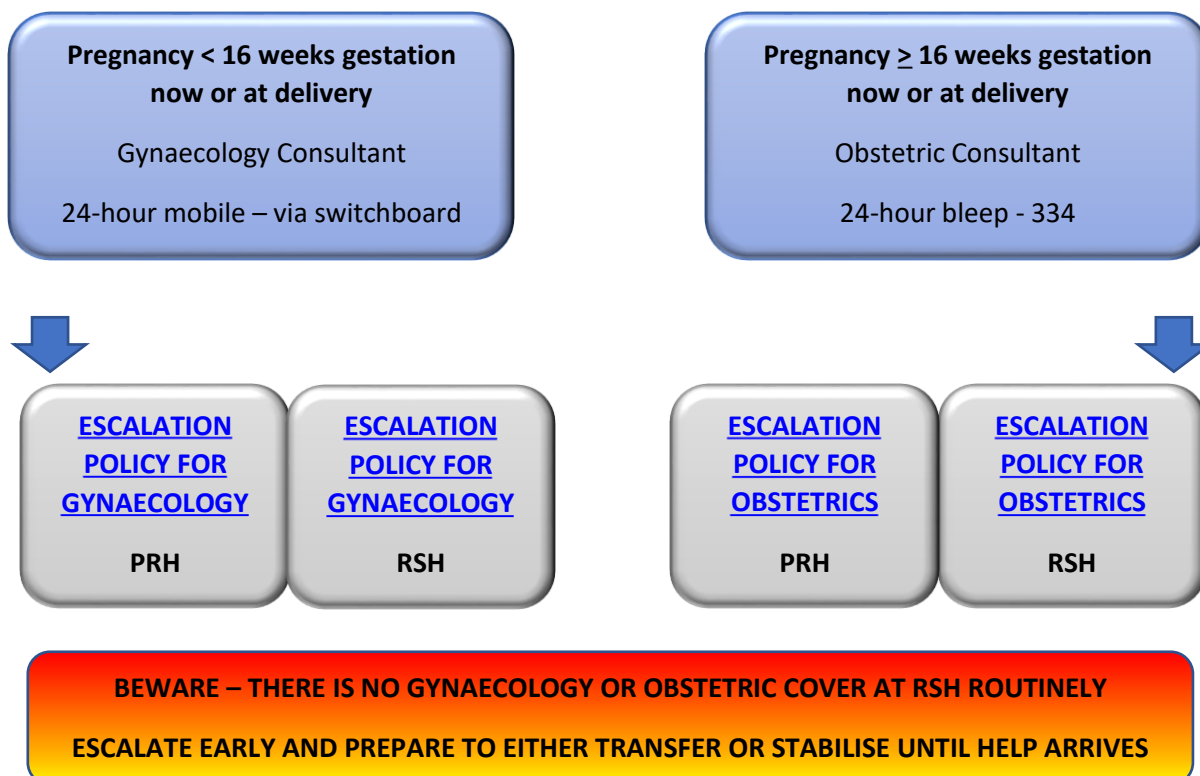 Pregnancy < 16 weeks gestation
now or at delivery
Gynaecology Consultant
24-hour mobile – via switchboard
Pregnancy ≥ 16 weeks gestation
now or at delivery
Obstetric Consultant
24-hour bleep - 334
ESCALATION
POLICY FOR
GYNAECOLOGY
PRH
ESCALATION
POLICY FOR
GYNAECOLOGY
RSH
ESCALATION
POLICY FOR
OBSTETRICS
PRH
ESCALATION
POLICY FOR
OBSTETRICS
RSH
BEWARE – THERE IS NO GYNAECOLOGY OR OBSTETRIC COVER AT RSH ROUTINELY
ESCALATE EARLY AND PREPARE TO EITHER TRANSFER OR STABILISE UNTIL HELP ARRIVES